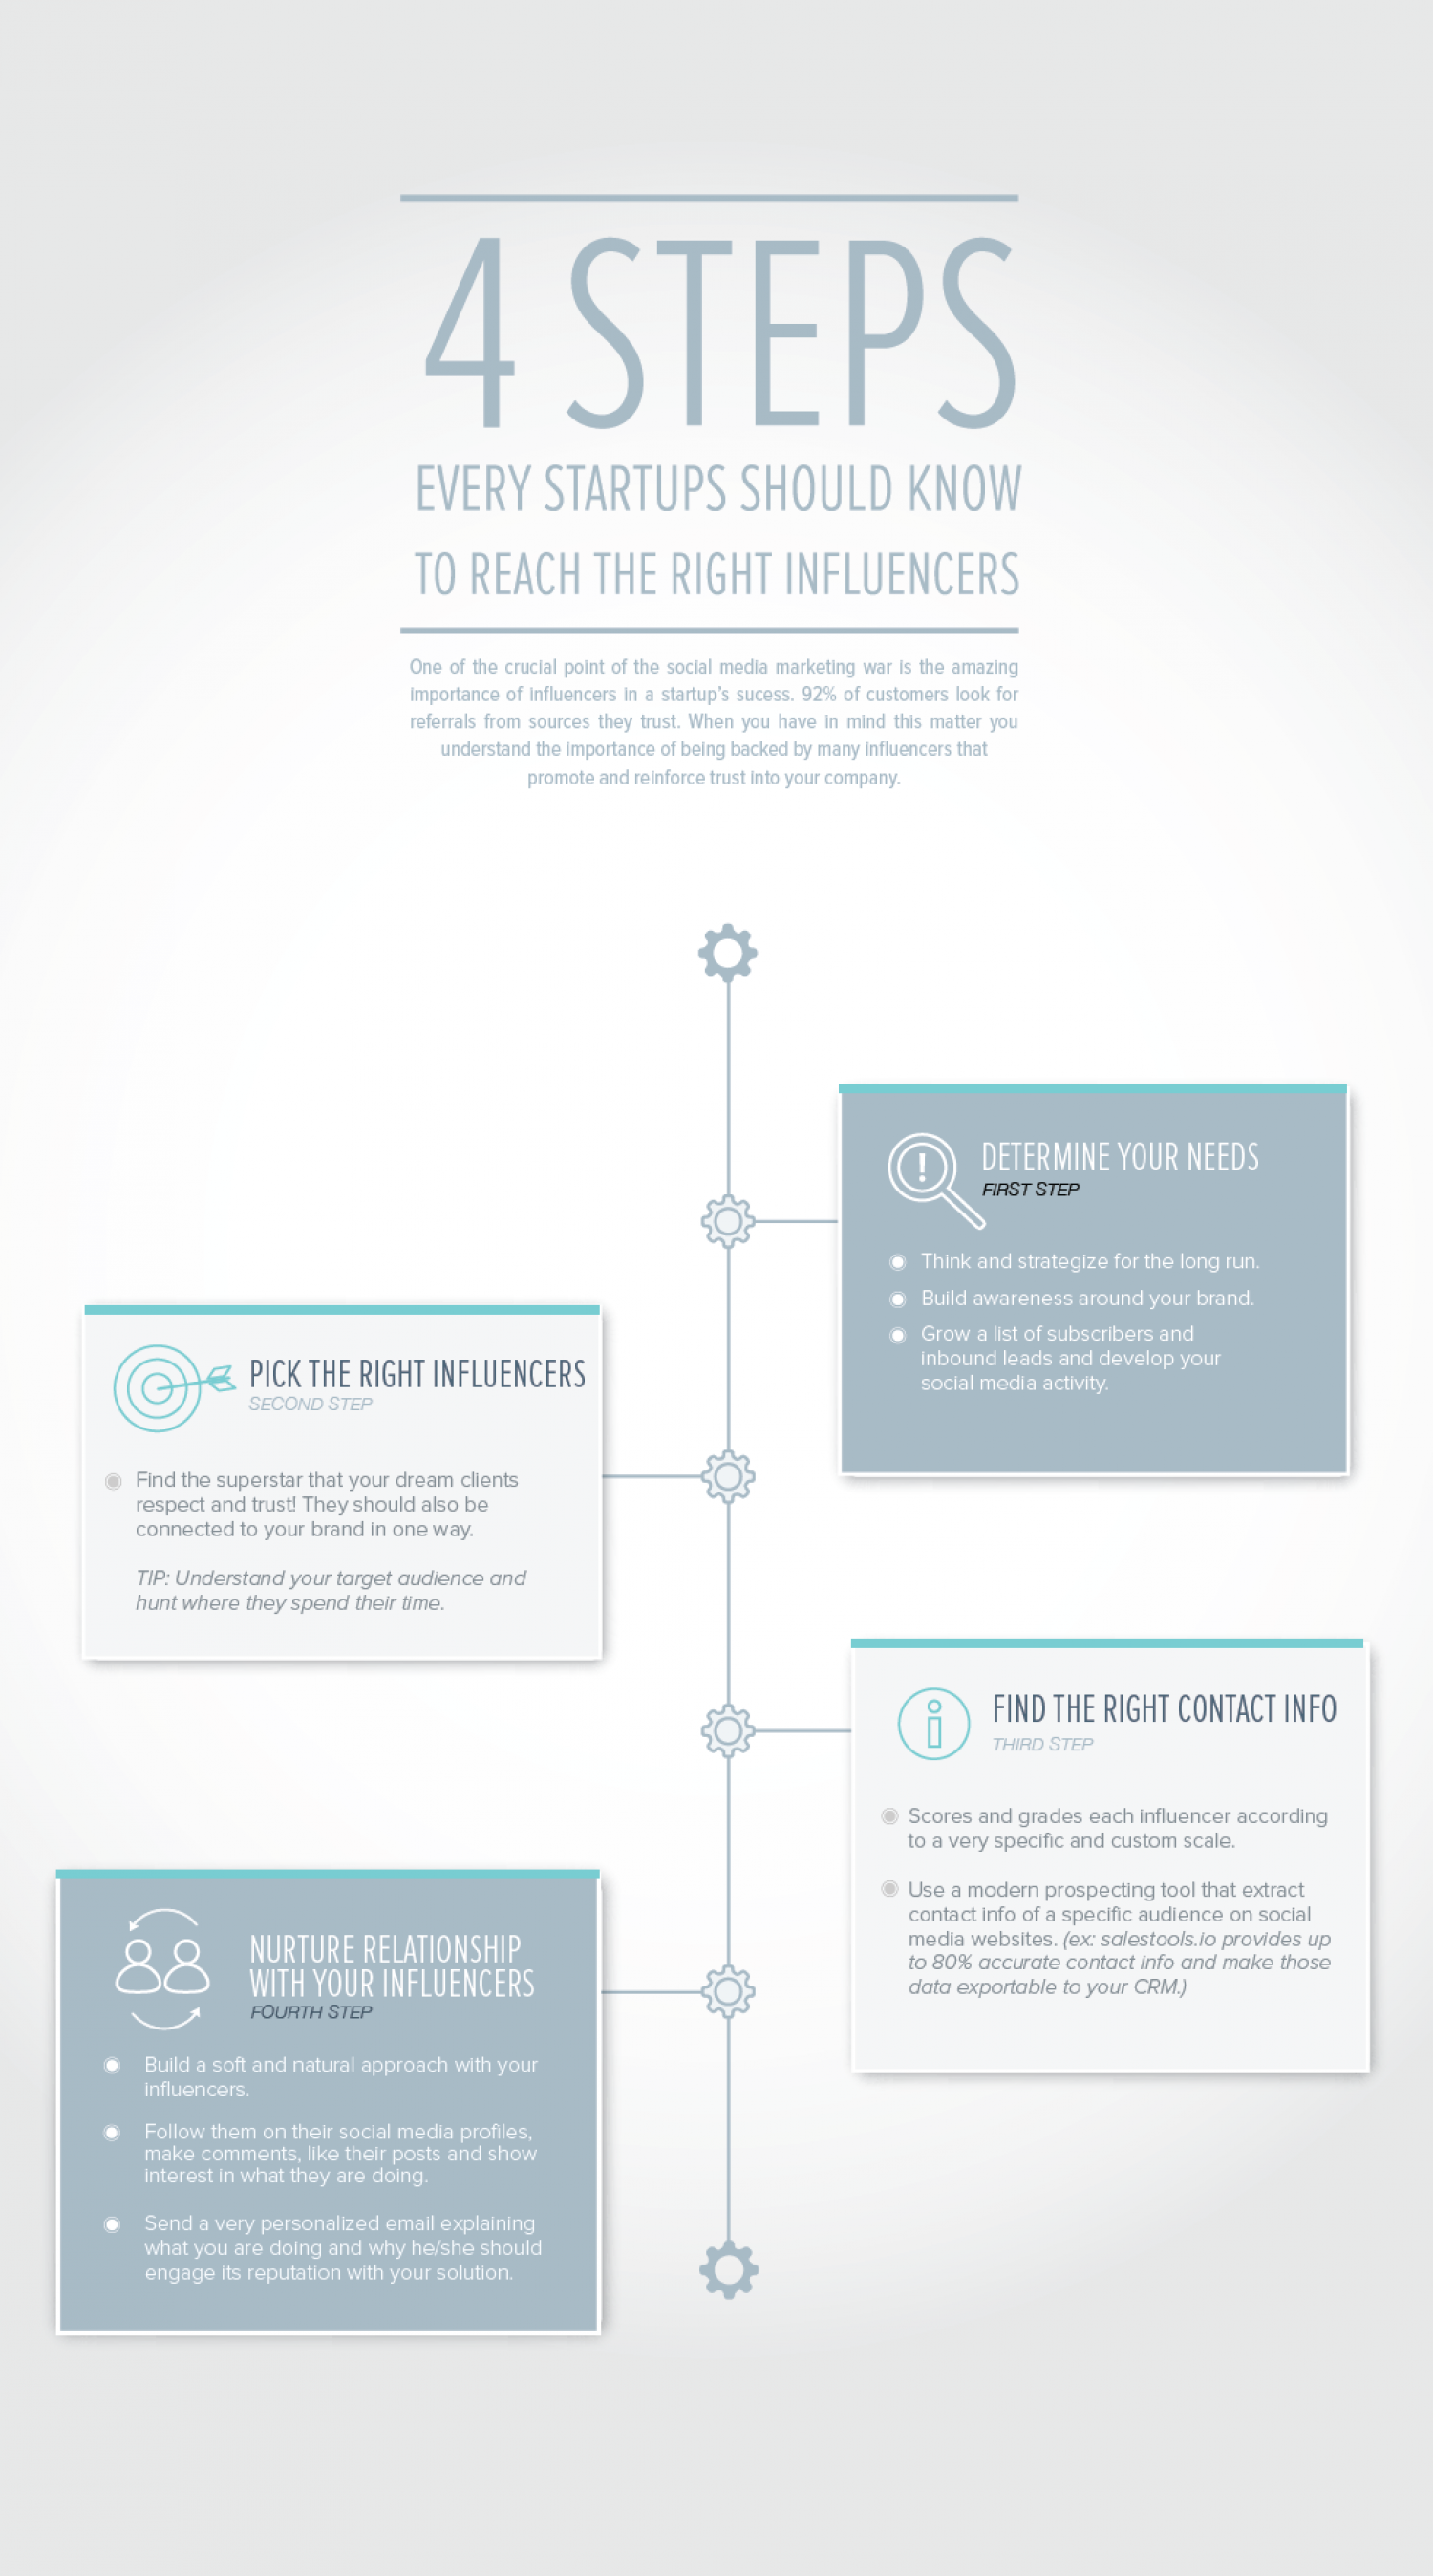 4 STEPS
EVERY STARTUPS SHOULD KNOW
TO REACH THE RIGHT INFLUENCERS
One of the crucial point of the social media marketing war is the amazing
importance of influencers in a startup's sucess. 92% of customers look for
referrals from sources they trust. When you have in mind this matter you
understand the importance of being backed by many influencers that
promote and reinforce trust into your company.
DETERMINE YOUR NEEDS
FIRST STEP
Think and strategize for the long run.
Build awareness around your brand.
Grow a list of subscribers and
inbound leads and develop your
social media activity.
PICK THE RIGHT INFLUENCERS
SECOND STEP
Find the superstar that your dream clients
respect and trust! They should also be
connected to your brand in one way.
TIP: Understand your target audience and
hunt where they spend their time.
FIND THE RIGHT CONTACT INFO
THIRD STEP
Scores and grades each influencer according
to a very specific and custom scale.
Use a modern prospecting tool that extract
contact info of a specific audience on social
media websites. (ex: salestools.io provides up
to 80% accurate contact info and make those
data exportable to your CRM.)
NURTURE RELATIONSHIP
WITH YOUR INFLUENCERS
FOURTH STEP
Build a soft and natural approach with your
influencers.
Follow them on their social media profiles,
make comments, like their posts and show
interest in what they are doing.
Send a very personalized email explaining
what you are doing and why he/she should
engage its reputation with your solution.